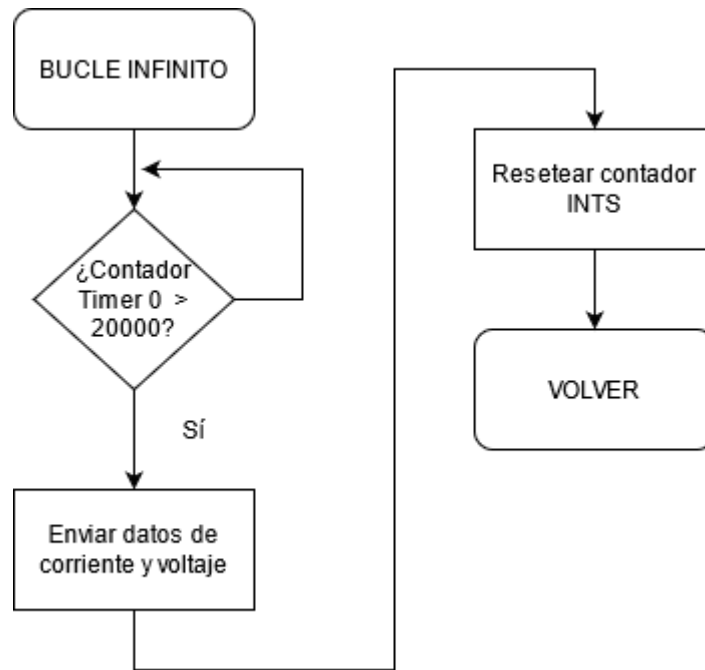 BUCLE INFINITO
¿Contador
Timer 0 >
20000?
Sí
Enviar datos de
corriente y voltaje
Resetear contador
INTS
VOLVER